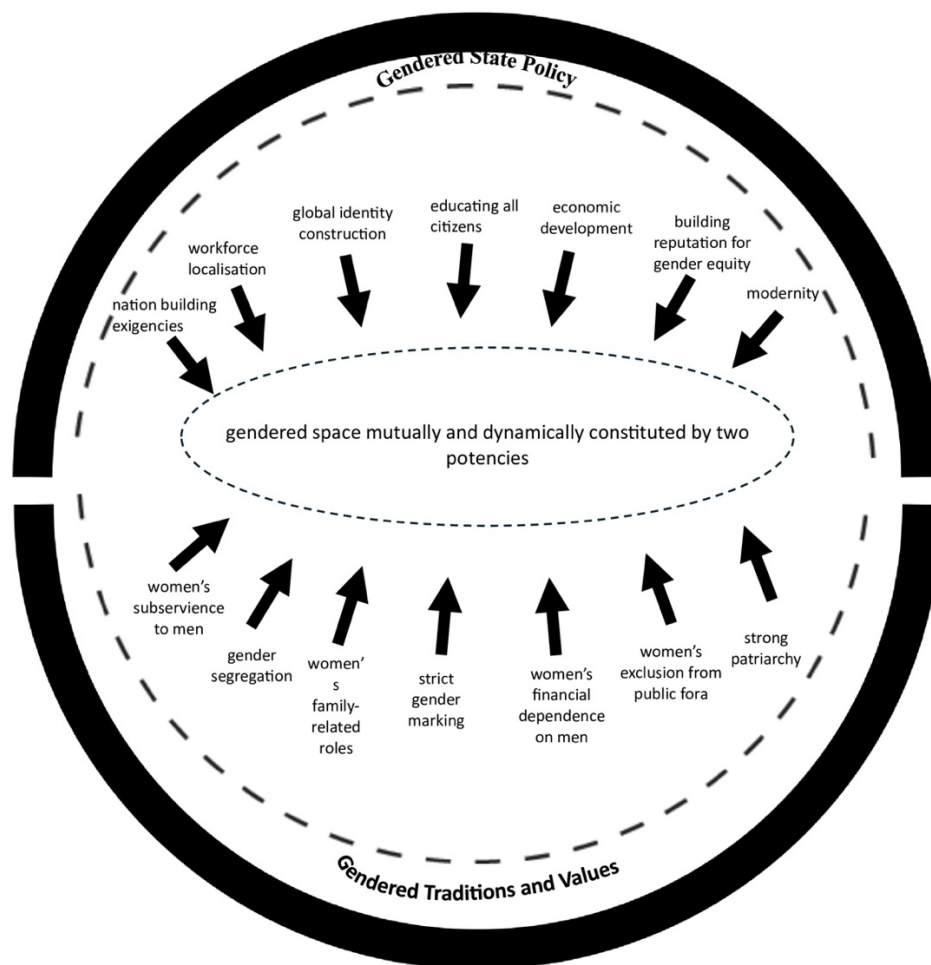 Gendered State Policy
global identity
construction
educating all
citizens
economic
development
building
reputation for
gender equity
workforce
localisation
modernity
nation building
exigencies
gendered space mutually and dynamically constituted by two
potencies
women's
subservience
to men
gender
segregation
women'
s
family-
related
roles
strict
gender
marking
women's
financial
dependence
on men
women's
exclusion from
public fora
strong
patriarchy
Gendered Traditions and Values